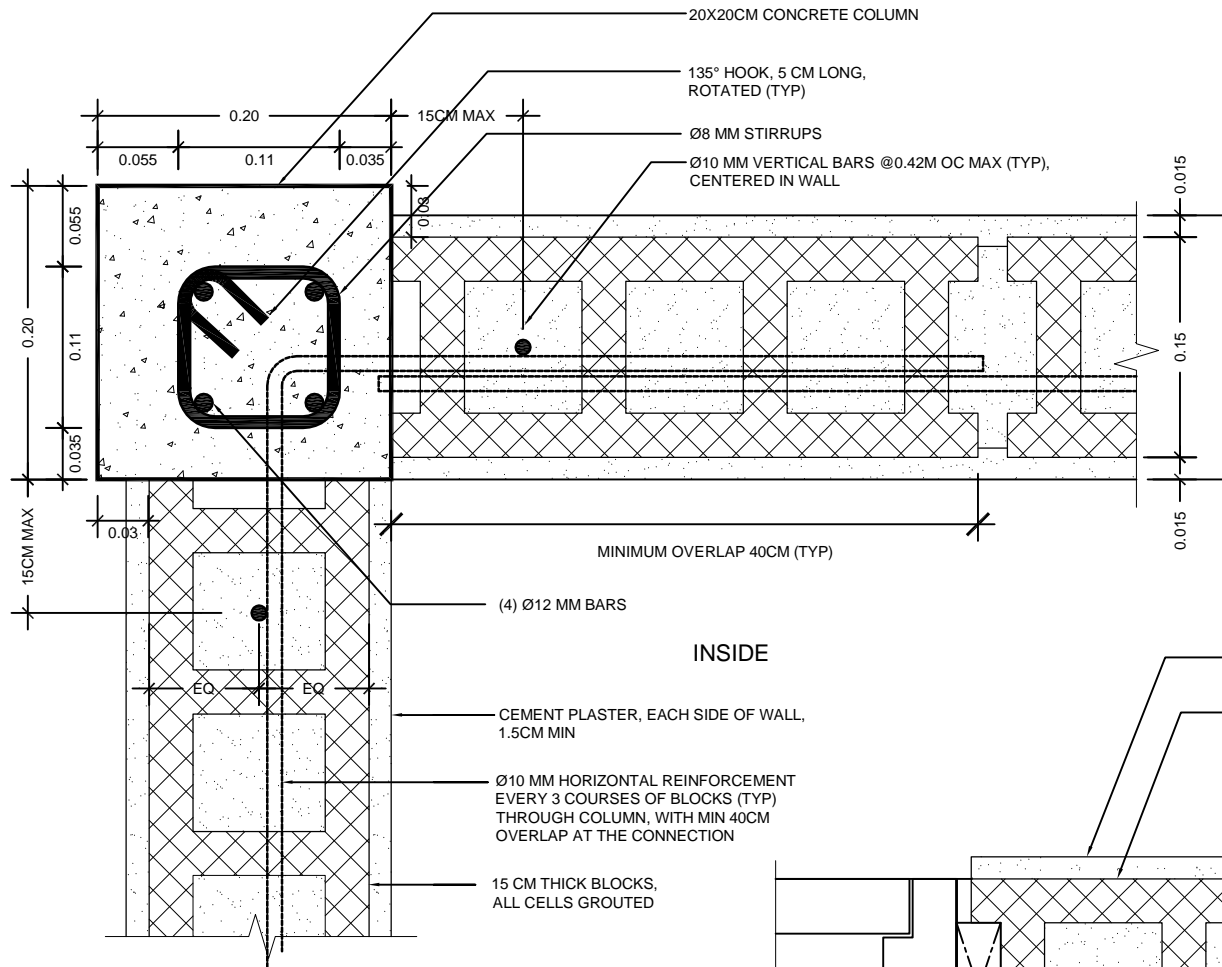 20X20CM CONCRETE COLUMN
135° HOOK, 5 CM LONG,
ROTATED (TYP)
0.20
15CM MAX
Ø8 MM STIRRUPS
0.055
0.11
0.035
Ø10 MM VERTICAL BARS @0.42M OC MAX (TYP),
CENTERED IN WALL
0.015
0.03
0.055
0.20
0.11
0.15
0.035
0.015
0.03
15CM MAX
MINIMUM OVERLAP 40CM (TYP)
(4) Ø12 MM BARS
INSIDE
EQ
EQ
CEMENT PLASTER, EACH SIDE OF WALL,
1.5CM MIN
Ø10 MM HORIZONTAL REINFORCEMENT
EVERY 3 COURSES OF BLOCKS (TYP)
THROUGH COLUMN, WITH MIN 40CM
OVERLAP AT THE CONNECTION
15 CM THICK BLOCKS,
ALL CELLS GROUTED